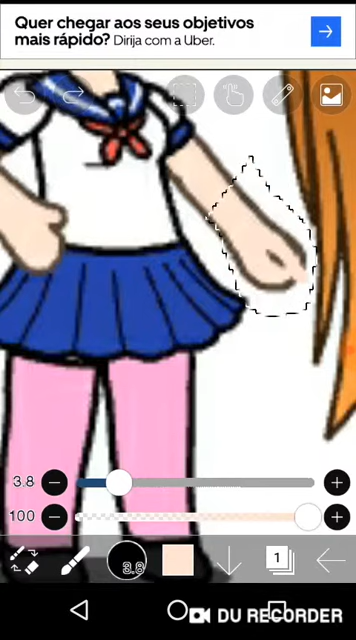 Quer chegar aos seus objetivos
mais rápido? Dirija com a Uber.
3.8
100
3.8
1
DU RECORDER